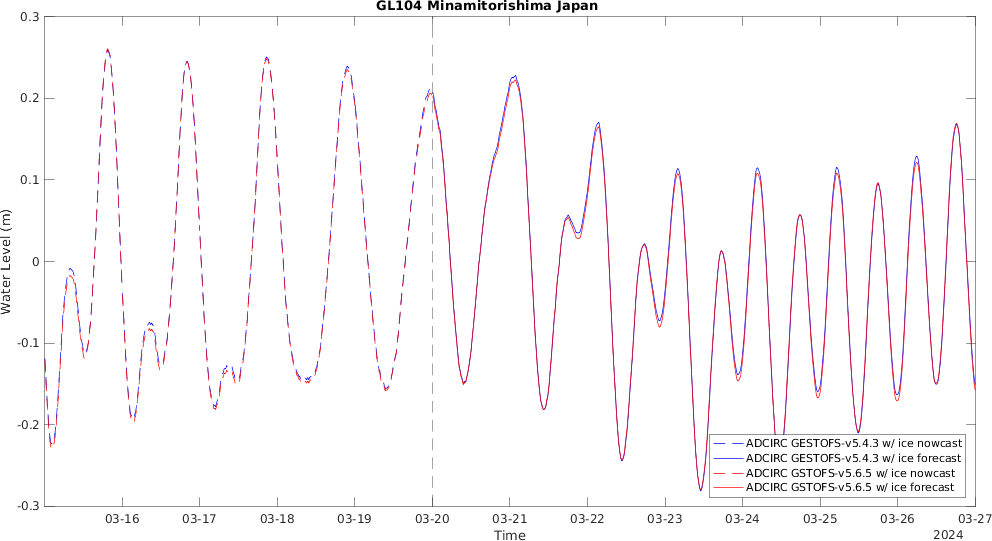 GL104 Minamitorishima Japan
0.3
0.2
0.1
0
-0.1
-0.2
-0.3
Water Level (m)
03-16 03-17 03-18 03-19 03-20 03-21 03-22 03-23 03-24 03-25 03-26 03-27
Time
2024
ADCIRC GESTOFS-v5.4.3 w/ ice nowcast
ADCIRC GESTOFS-v5.4.3 w/ ice forecast
ADCIRC GSTOFS-v5.6.5 w/ ice nowcast
ADCIRC GSTOFS-v5.6.5 w/ ice forecast